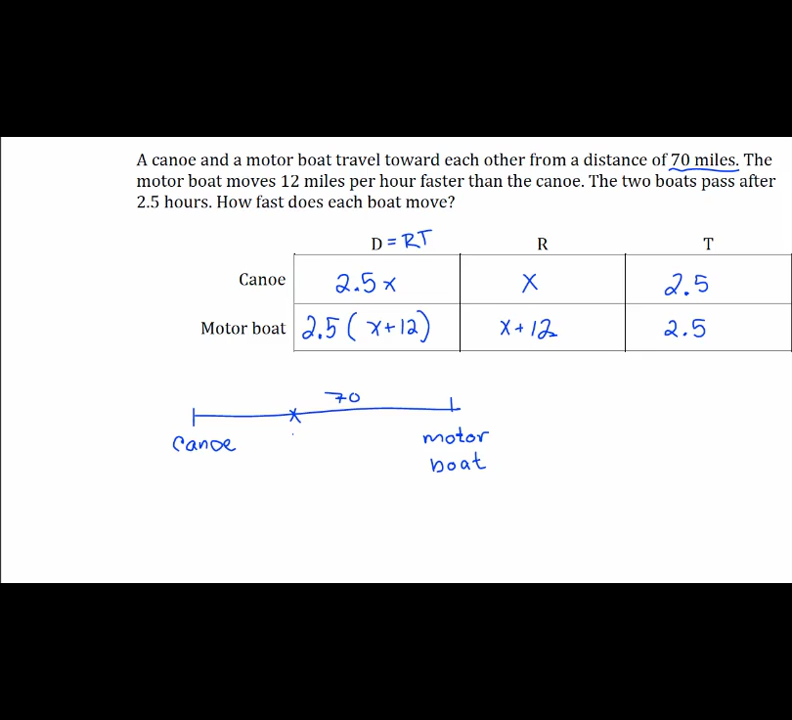 A canoe and a motor boat travel toward each other from a distance of 70 miles. The
motor boat moves 12 miles per hour faster than the canoe. The two boats pass after
2.5 hours. How fast does each boat move?
D = RT R T
Canoe 2.5x x 2.5
Motor boat 2.5(x+12) x+12 2.5
70
canoe motor
boat